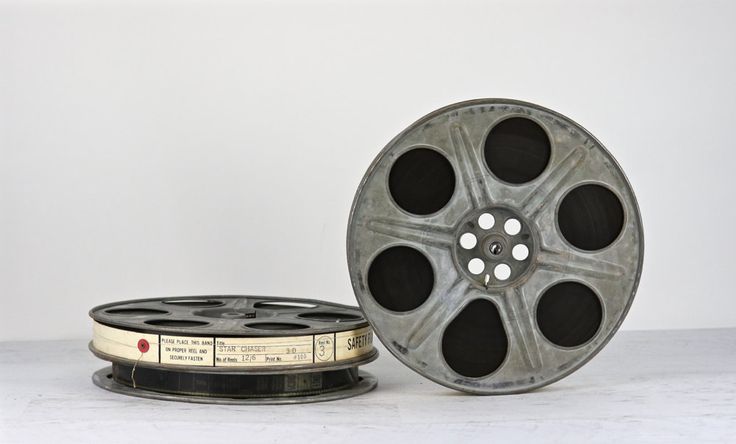 PLEASE PLACE THIS BAND
ON PROPER REEL AND
SECURELY FASTEN
Title:
STAR CHASER 3-D
No of Reels 12/6 Print No. #103
Reel No.
3
SAFETY